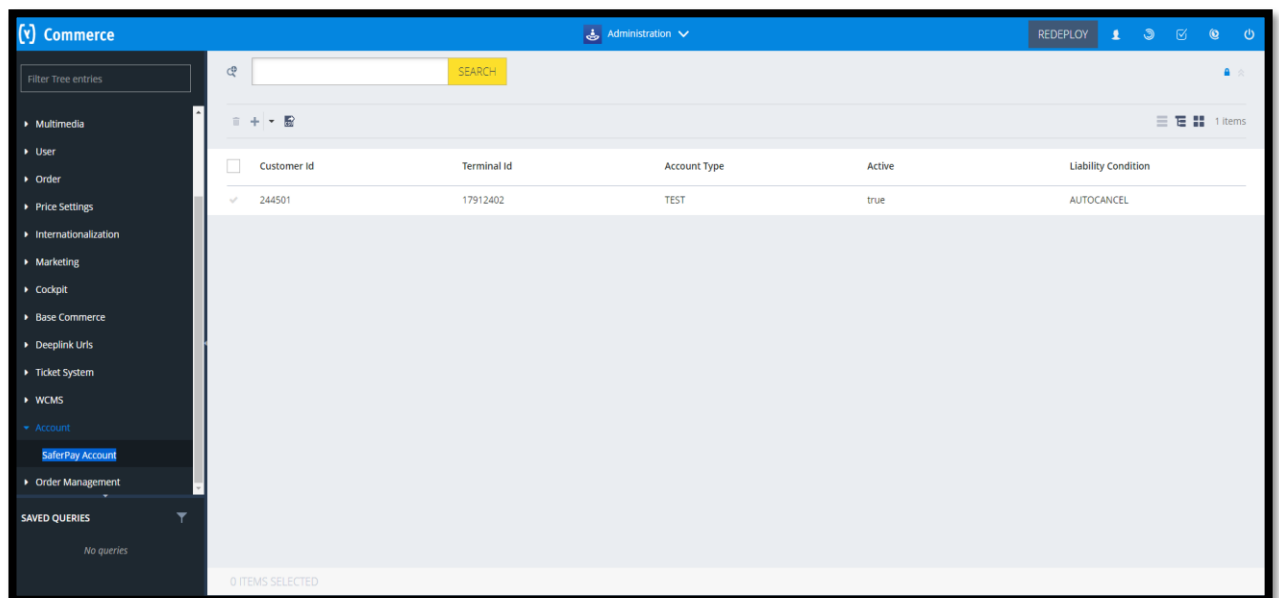 (y) Commerce
Administration
REDEPLOY
Filter Tree entries
Multimedia
User
Order
Price Settings
Internationalization
Marketing
Cockpit
Base Commerce
Deeplink Urls
Ticket System
WCMS
Account
SaferPay Account
Order Management
SAVED QUERIES
No queries
SEARCH
1 items
Customer Id Terminal Id Account Type Active Liability Condition
244501 17912402 TEST true AUTOCANCEL
0 ITEMS SELECTED